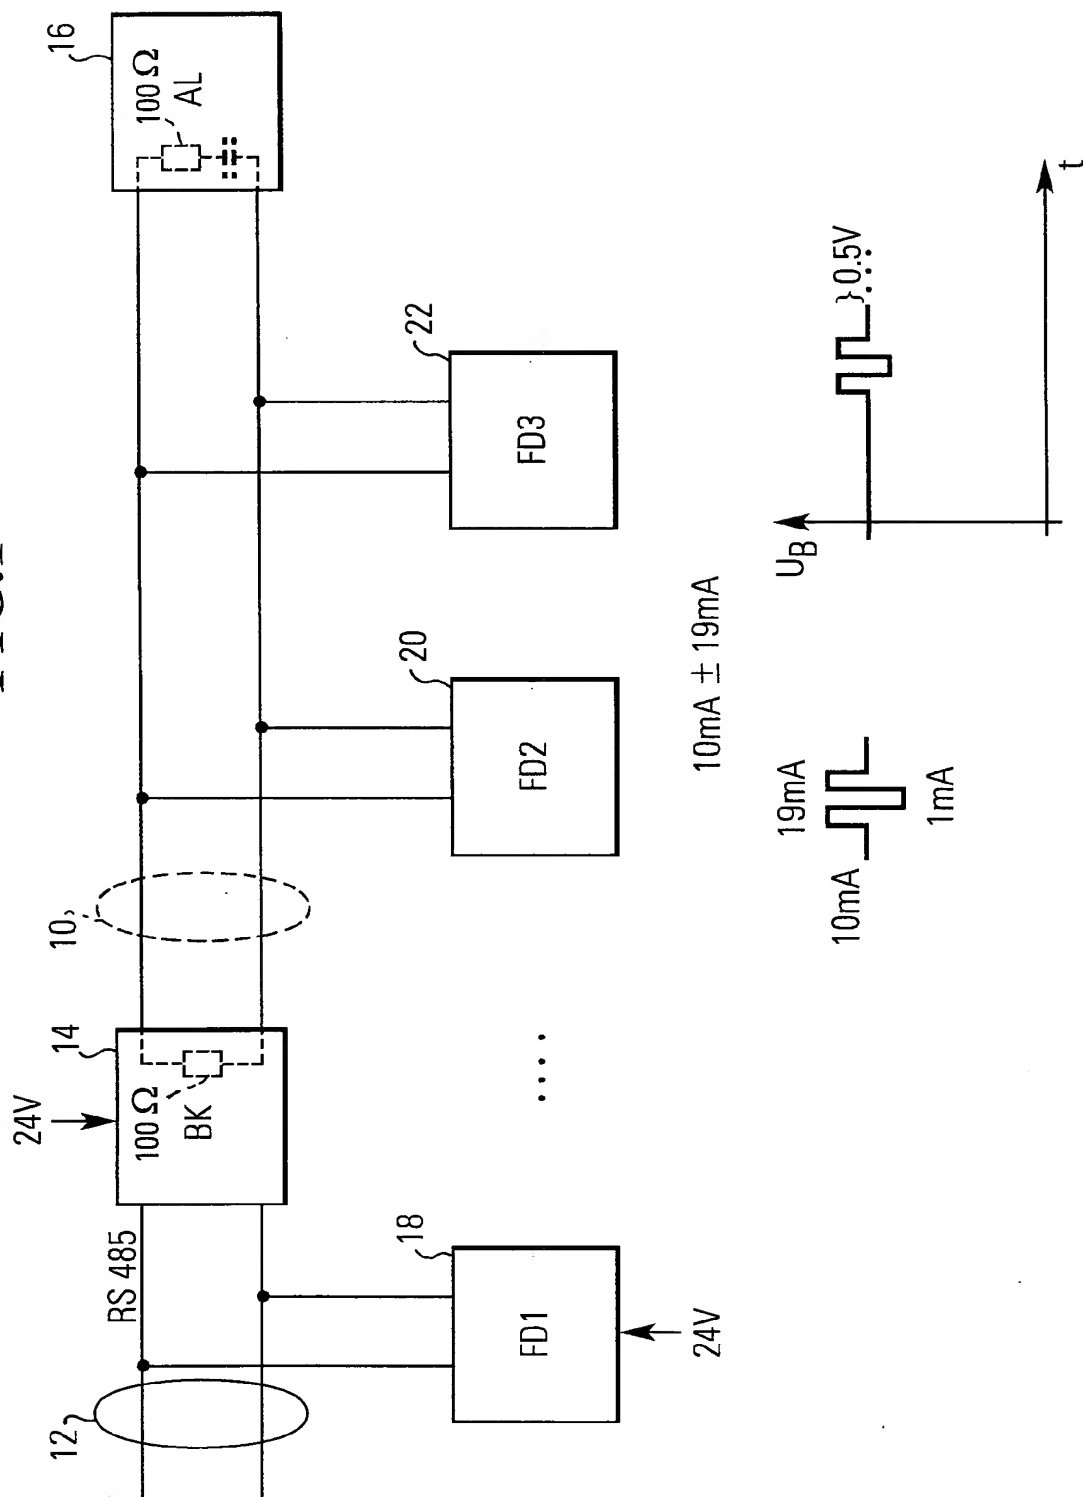 24V
16
12
14
10
RS 485
100 Ω
BK
100 Ω
AL
18
20
22
FD1
FD2
FD3
....
24V
10mA ± 19mA
10mA
19mA
1mA
U_B
} 0.5V
...
t